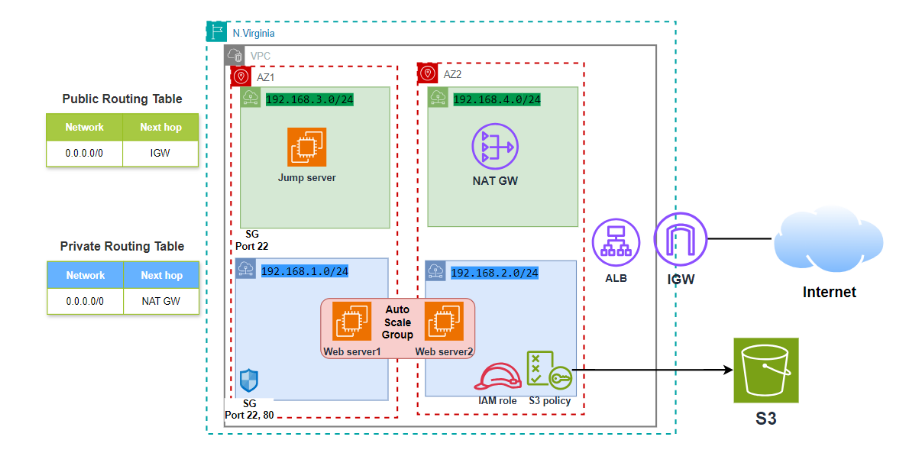 N.Virginia
VPC
AZ1
AZ2
Public Routing Table
Network Next hop
0.0.0.0/0 IGW
192.168.3.0/24
192.168.4.0/24
Jump server
NAT GW
SG
Port 22
Private Routing Table
Network Next hop
0.0.0.0/0 NAT GW
192.168.1.0/24
192.168.2.0/24
ALB
IGW
Internet
Auto
Scale
Group
Web server1
Web server2
IAM role
S3 policy
SG
Port 22, 80
S3